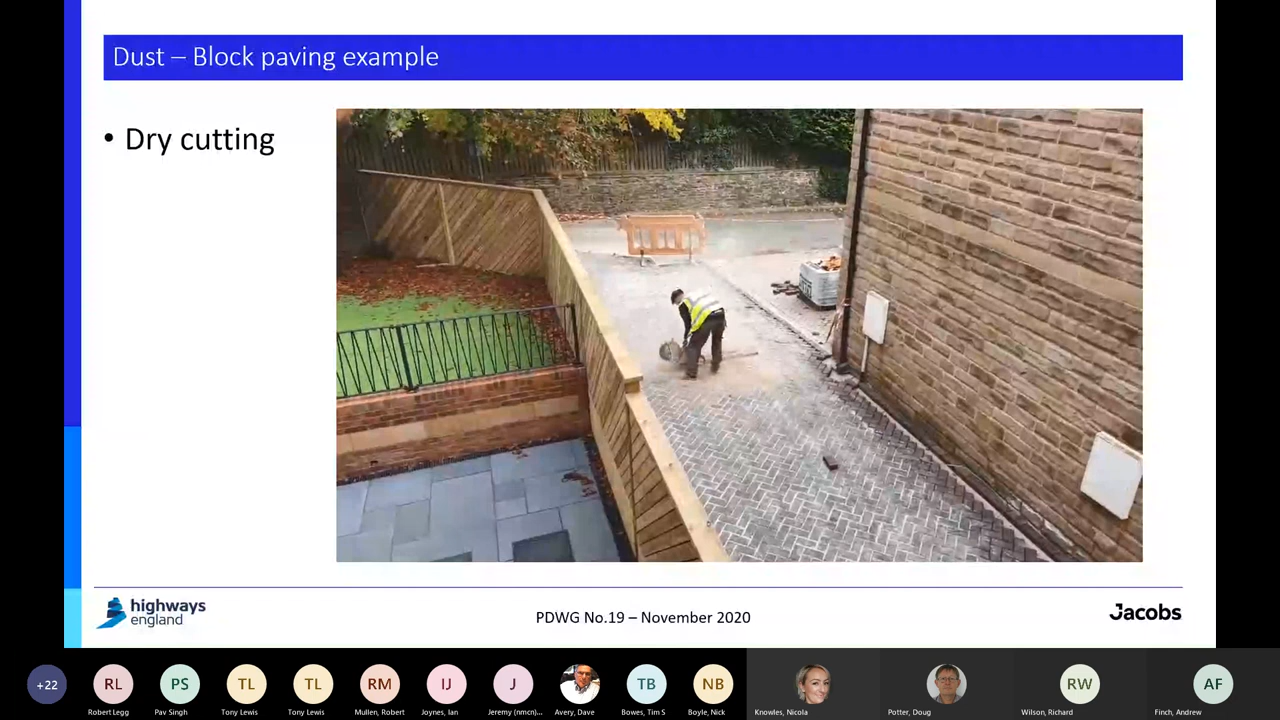 Dust – Block paving example
• Dry cutting
highways
england
PDWG No.19 – November 2020
Jacobs
+22
RL
PS
TL
TL
RM
IJ
J
TB
NB
RW
AF
Robert Legg
Pav Singh
Tony Lewis
Tony Lewis
Mullen, Robert
Joynes, Ian
Jeremy (nmcn)...
Avery, Dave
Bowes, Tim S
Boyle, Nick
Knowles, Nicola
Potter, Doug
Wilson, Richard
Finch, Andrew